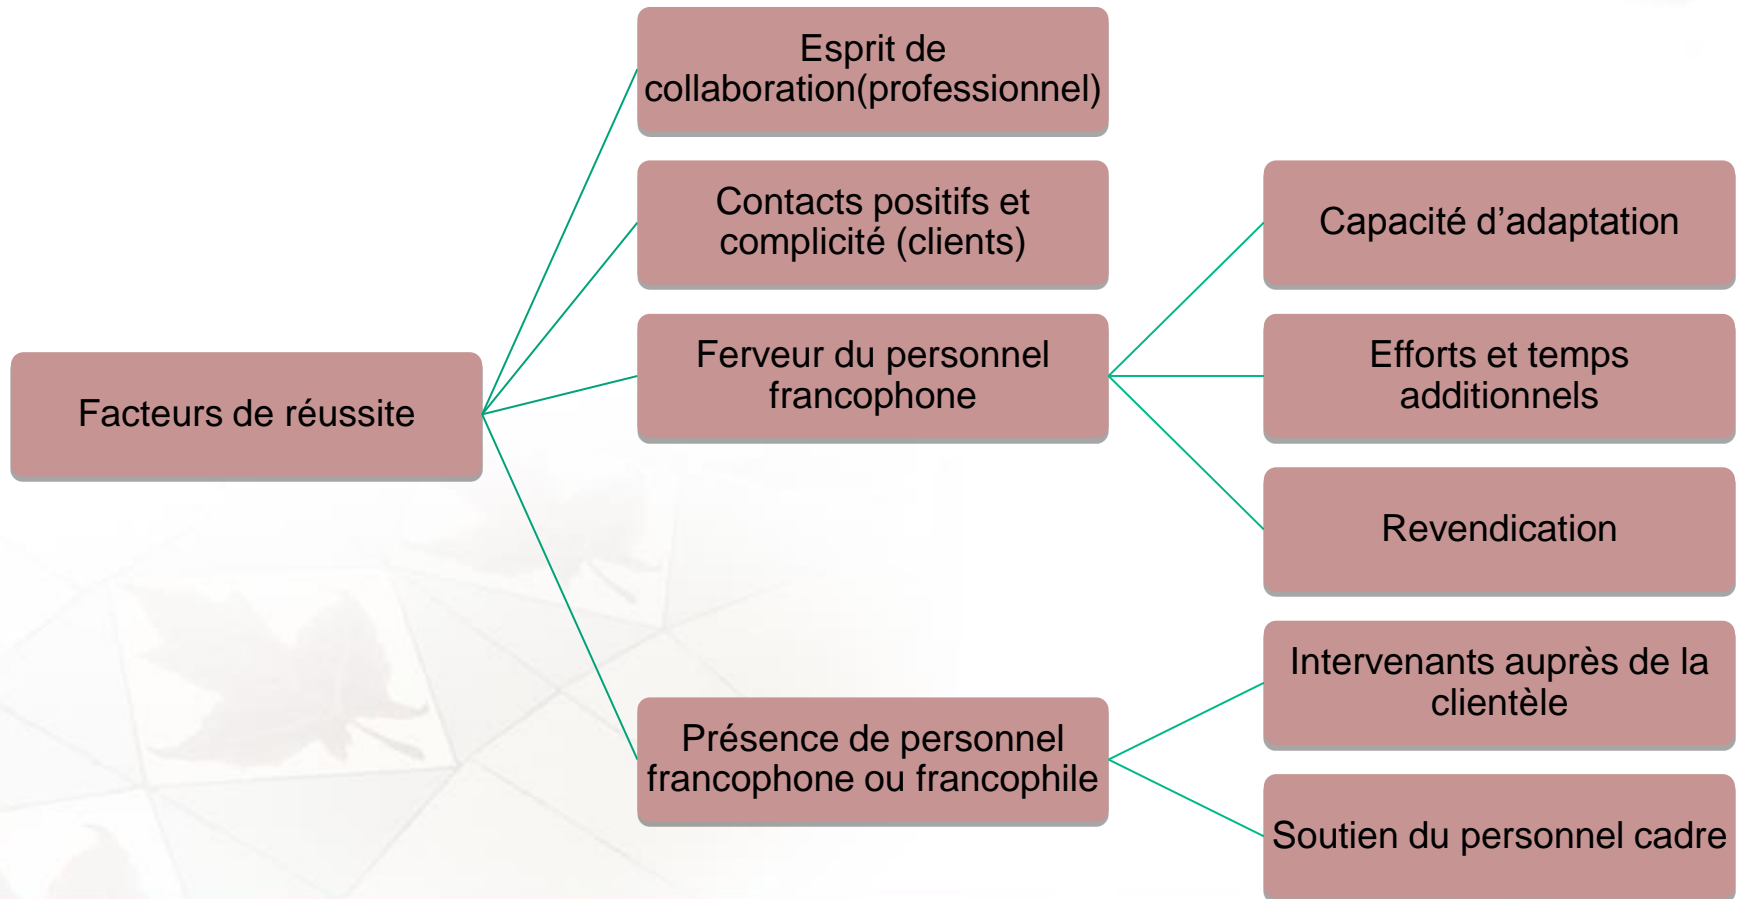 Facteurs de réussite
Esprit de
collaboration(professionnel)
Contacts positifs et
complicité (clients)
Ferveur du personnel
francophone
Capacité d’adaptation
Efforts et temps
additionnels
Revendication
Présence de personnel
francophone ou francophile
Intervenants auprès de la
clientèle
Soutien du personnel cadre